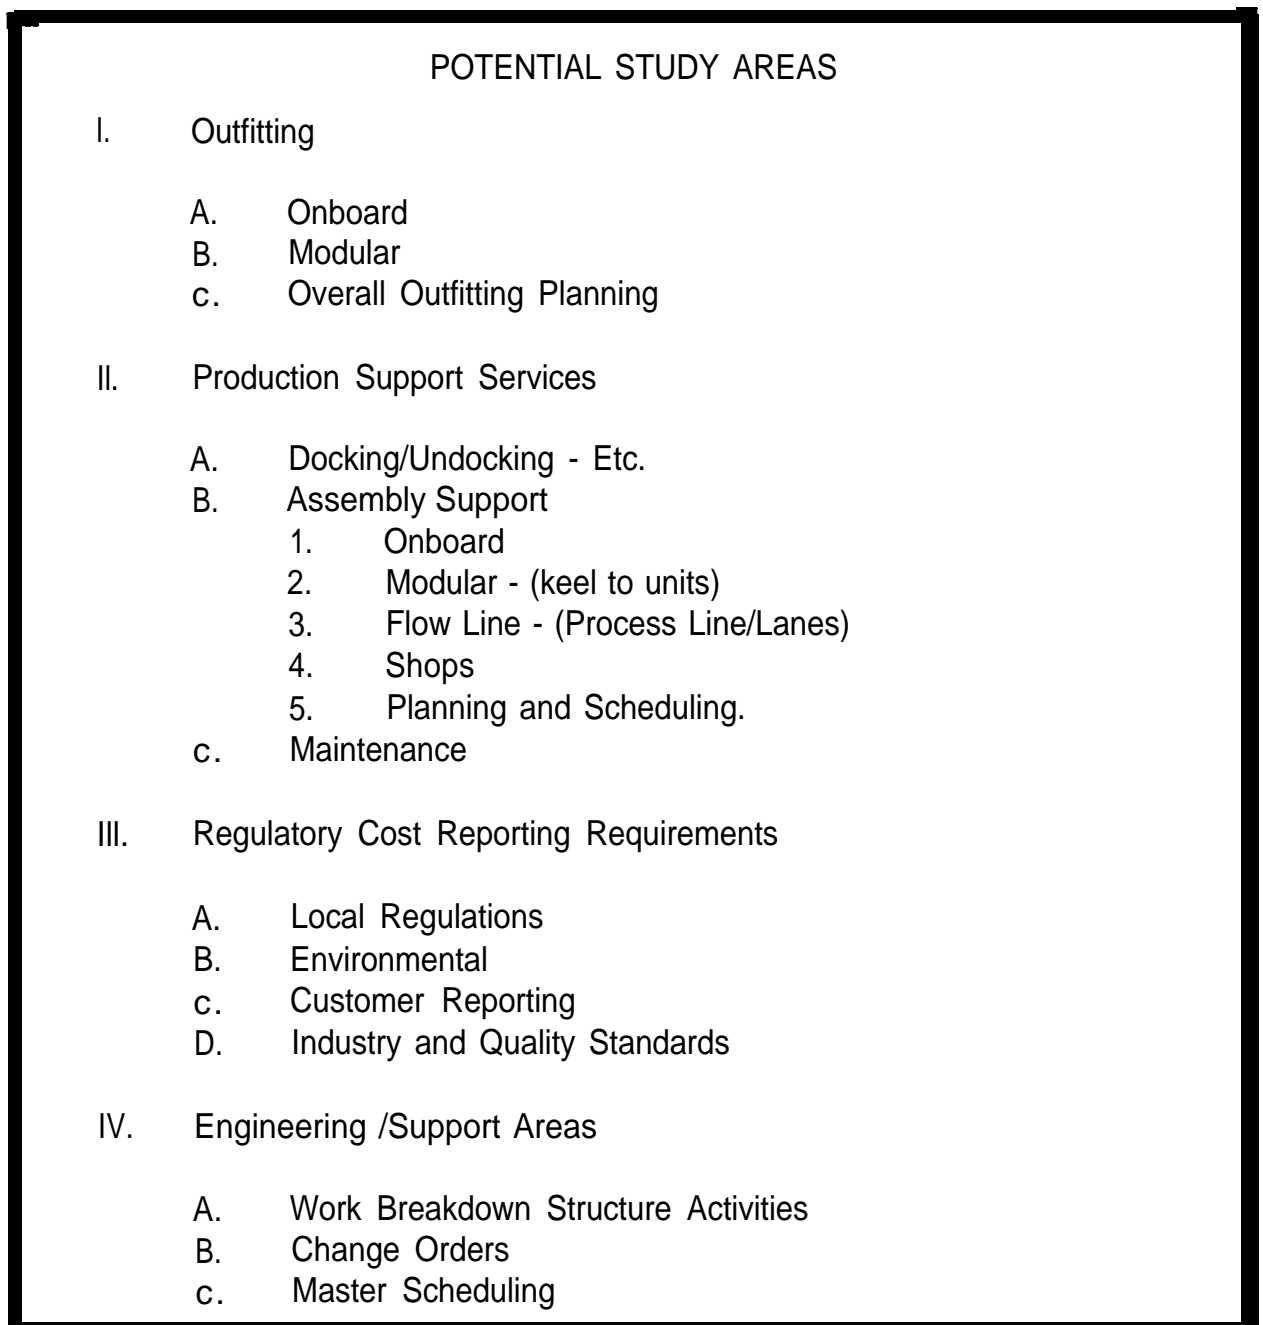 POTENTIAL STUDY AREAS
I. Outfitting
A. Onboard
B. Modular
c. Overall Outfitting Planning
II. Production Support Services
A. Docking/Undocking - Etc.
B. Assembly Support
1. Onboard
2. Modular - (keel to units)
3. Flow Line - (Process Line/Lanes)
4. Shops
5. Planning and Scheduling.
c. Maintenance
III. Regulatory Cost Reporting Requirements
A. Local Regulations
B. Environmental
c. Customer Reporting
D. Industry and Quality Standards
IV. Engineering /Support Areas
A. Work Breakdown Structure Activities
B. Change Orders
c. Master Scheduling